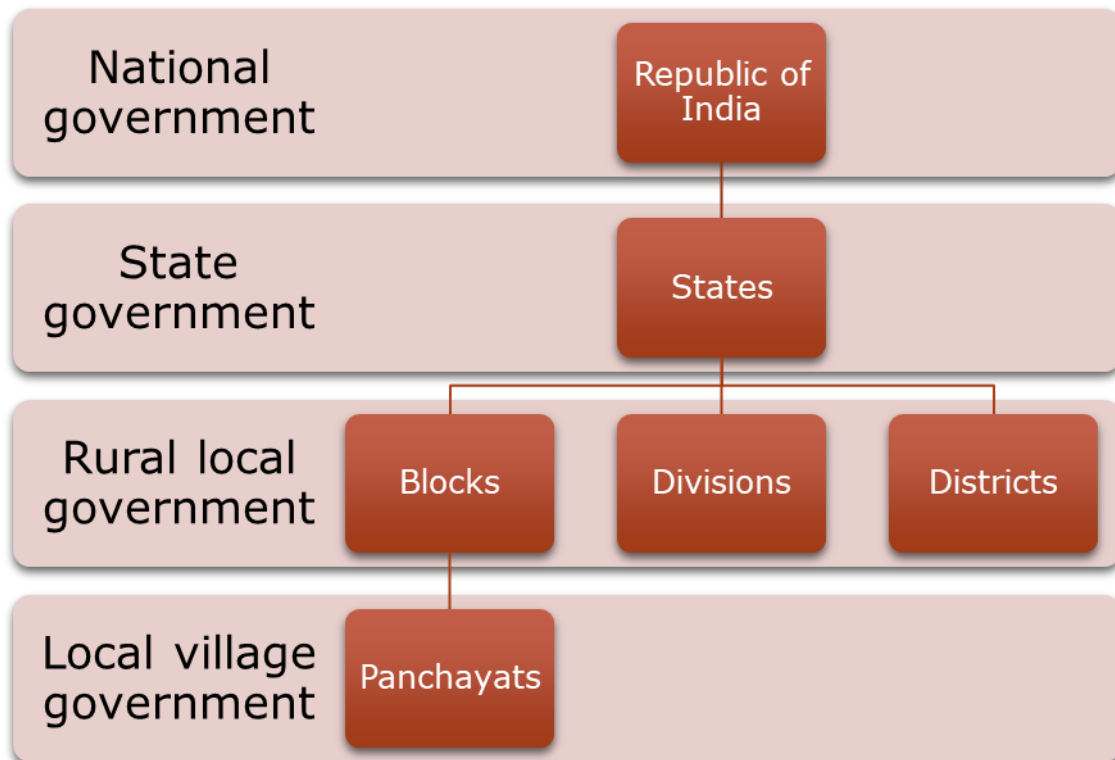 National
government
Republic of
India
State
government
States
Rural local
government
Blocks
Divisions
Districts
Local village
government
Panchayats